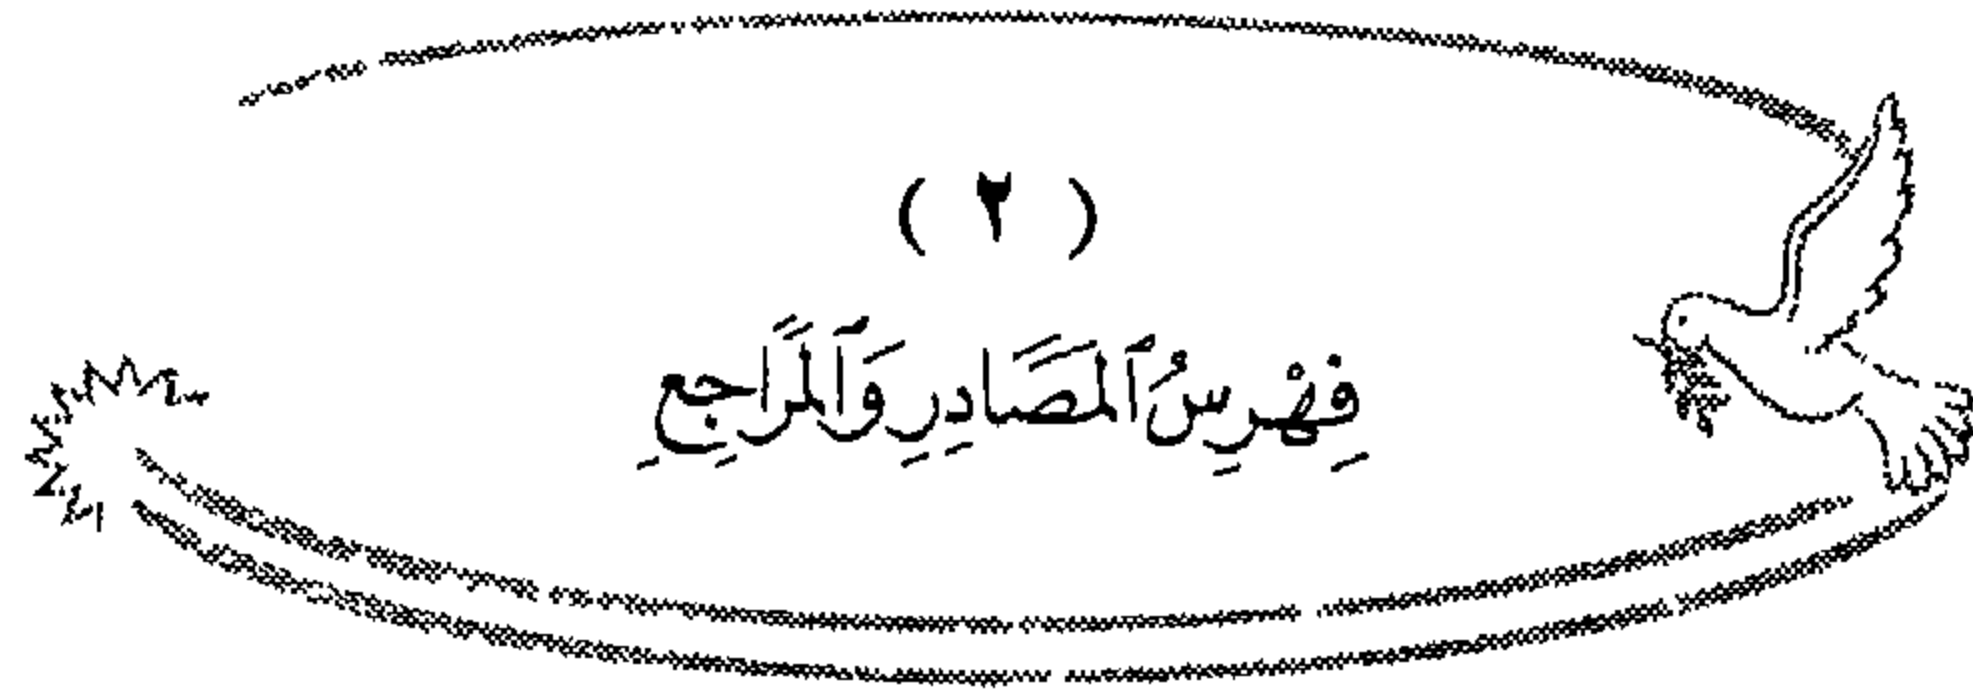 ( ٢ )
فِهْرِسُ ٱلمَصَادِرِ وَٱلمَرَاجِعِ